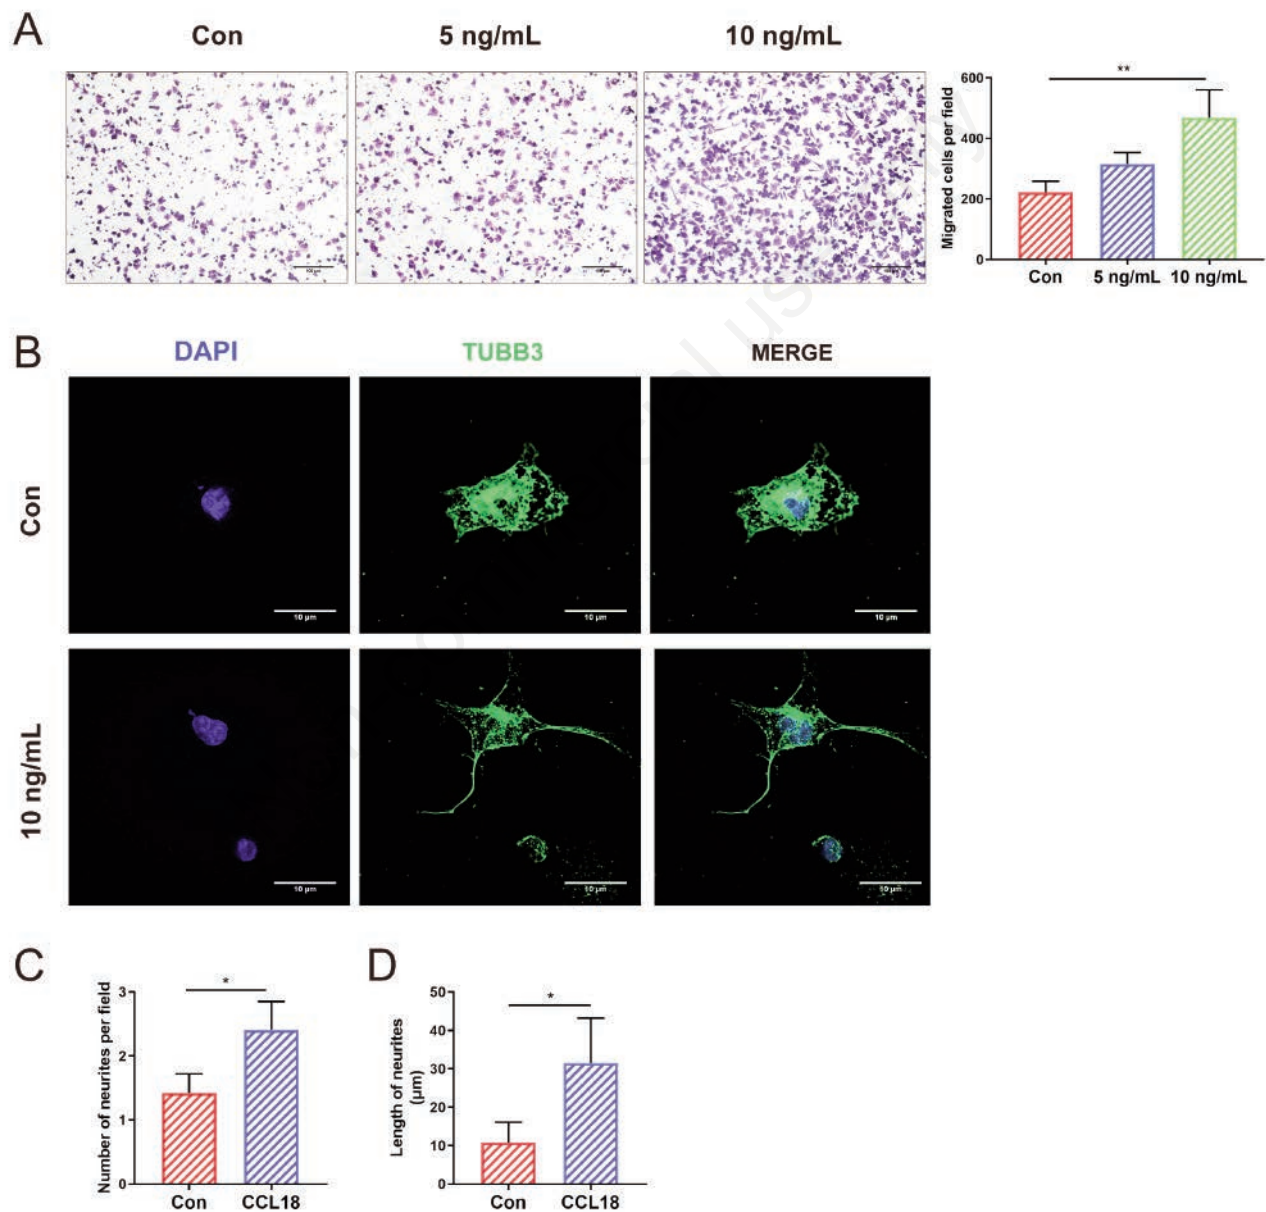 A
Con
5 ng/mL
10 ng/mL
Migrated cells per field
600
400
200
0
**
Con
5 ng/mL
10 ng/mL
B
DAPI
TUBB3
MERGE
Con
10 µm
10 µm
10 µm
10 ng/mL
10 µm
10 µm
10 µm
C
Number of neurites per field
3
2
1
0
*
Con
CCL18
D
Length of neurites
(µm)
50
40
30
20
10
0
*
Con
CCL18